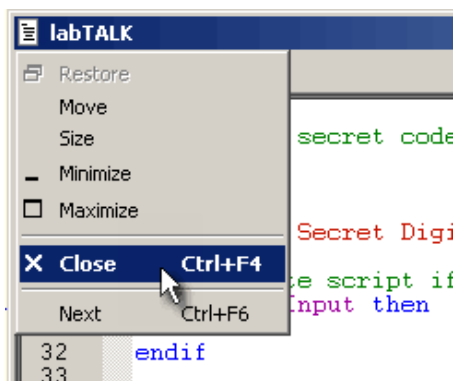 labTALK
Restore
Move
Size
secret code
Minimize
Maximize
Secret Digi
Close Ctrl+F4
te script if
Input then
Next Ctrl+F6
32 endif
33